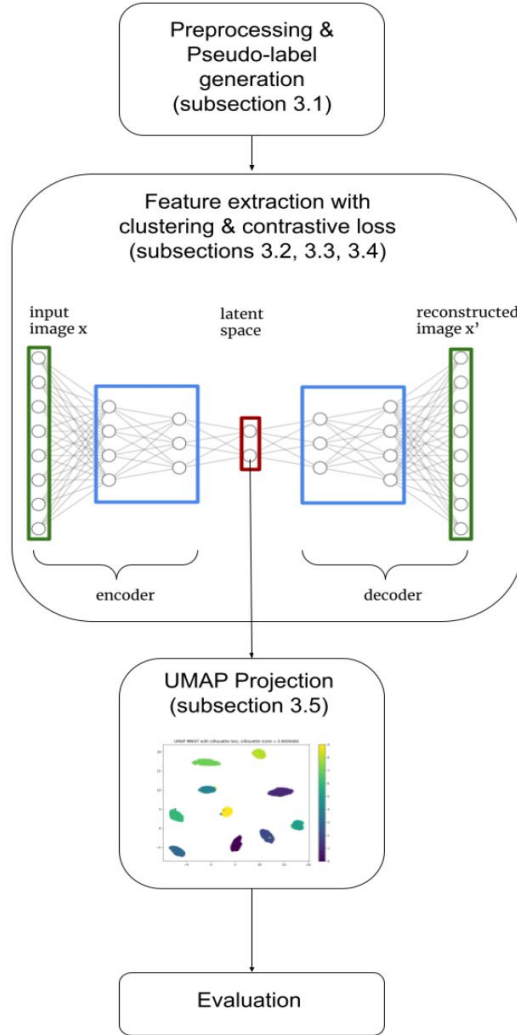 Preprocessing &
Pseudo-label
generation
(subsection 3.1)
Feature extraction with
clustering & contrastive loss
(subsections 3.2, 3.3, 3.4)
input
image x
latent
space
reconstructed
image x’
encoder
decoder
UMAP Projection
(subsection 3.5)
Evaluation